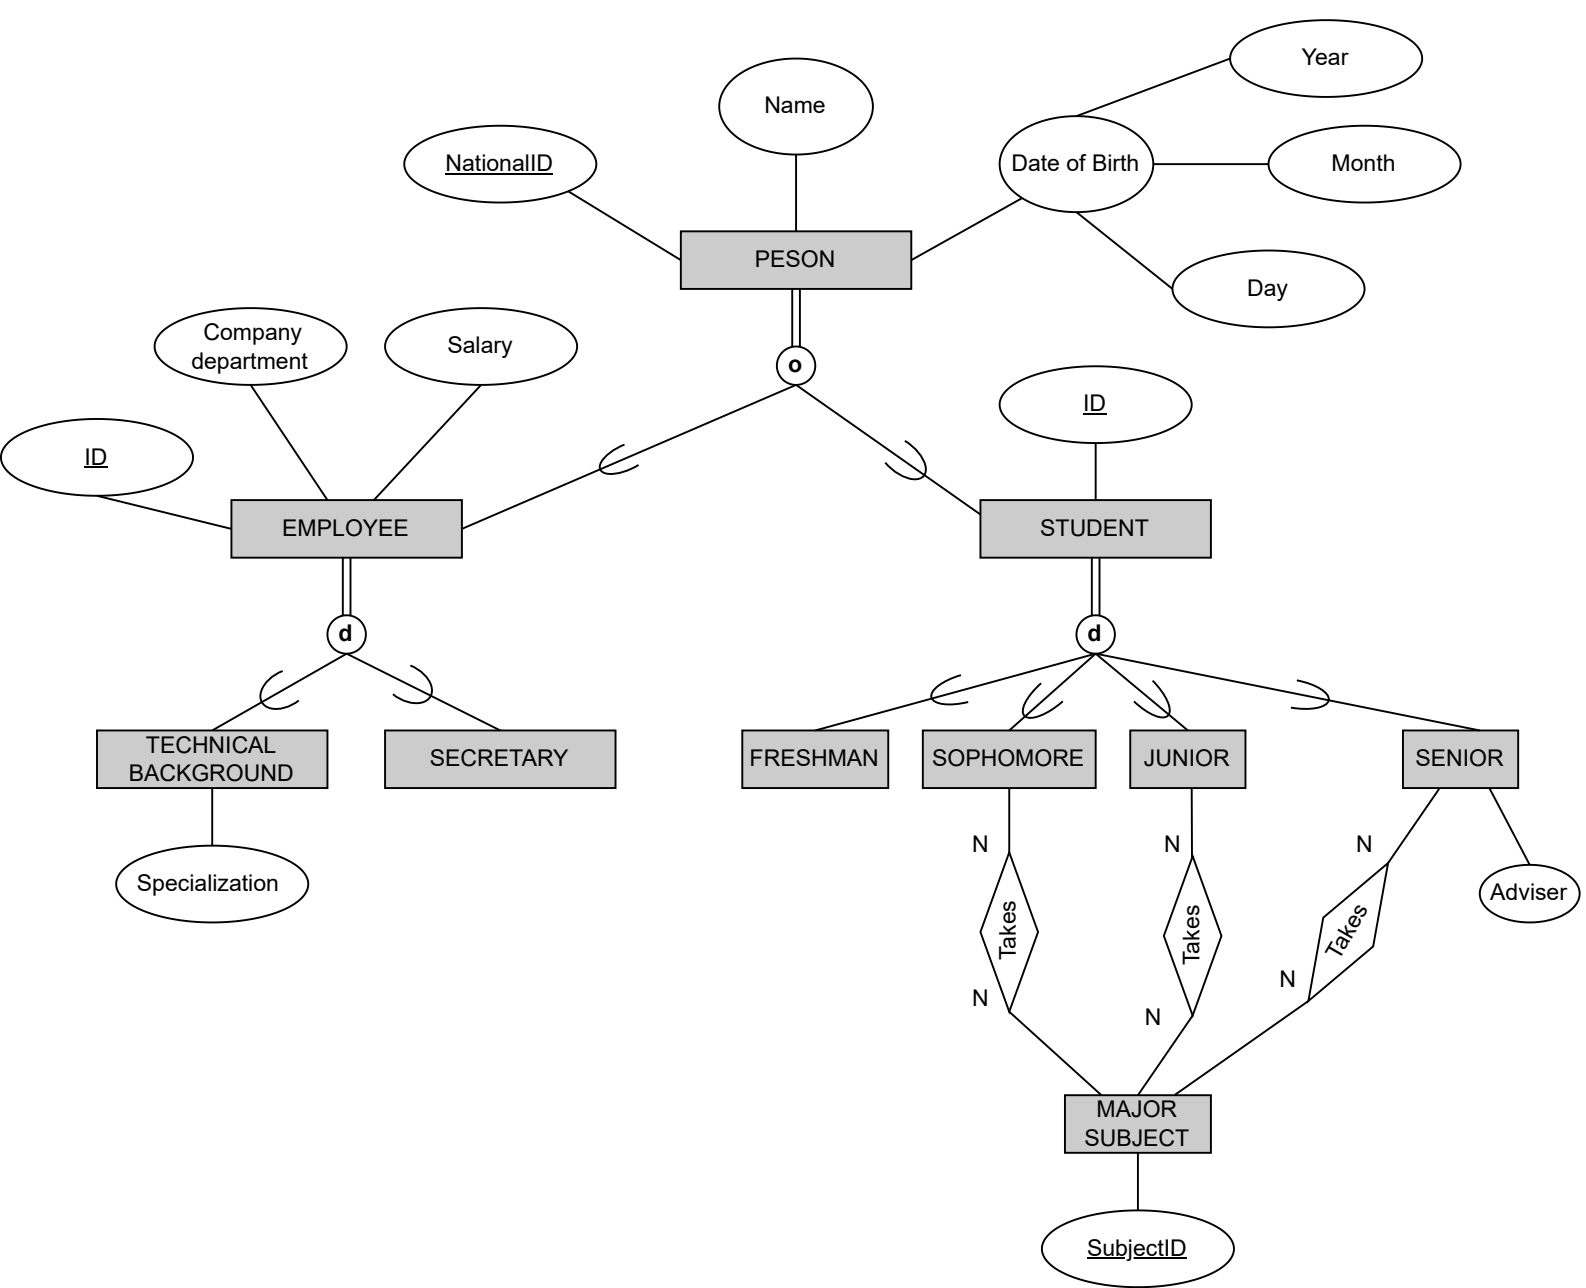 Year
Name
NationalID
Date of Birth
Month
PESON
Day
Company
department
Salary
o
ID
ID
EMPLOYEE
STUDENT
d
d
TECHNICAL
BACKGROUND
SECRETARY
FRESHMAN
SOPHOMORE
JUNIOR
SENIOR
N
N
N
Specialization
Adviser
Takes
Takes
Takes
N
N
N
MAJOR
SUBJECT
SubjectID